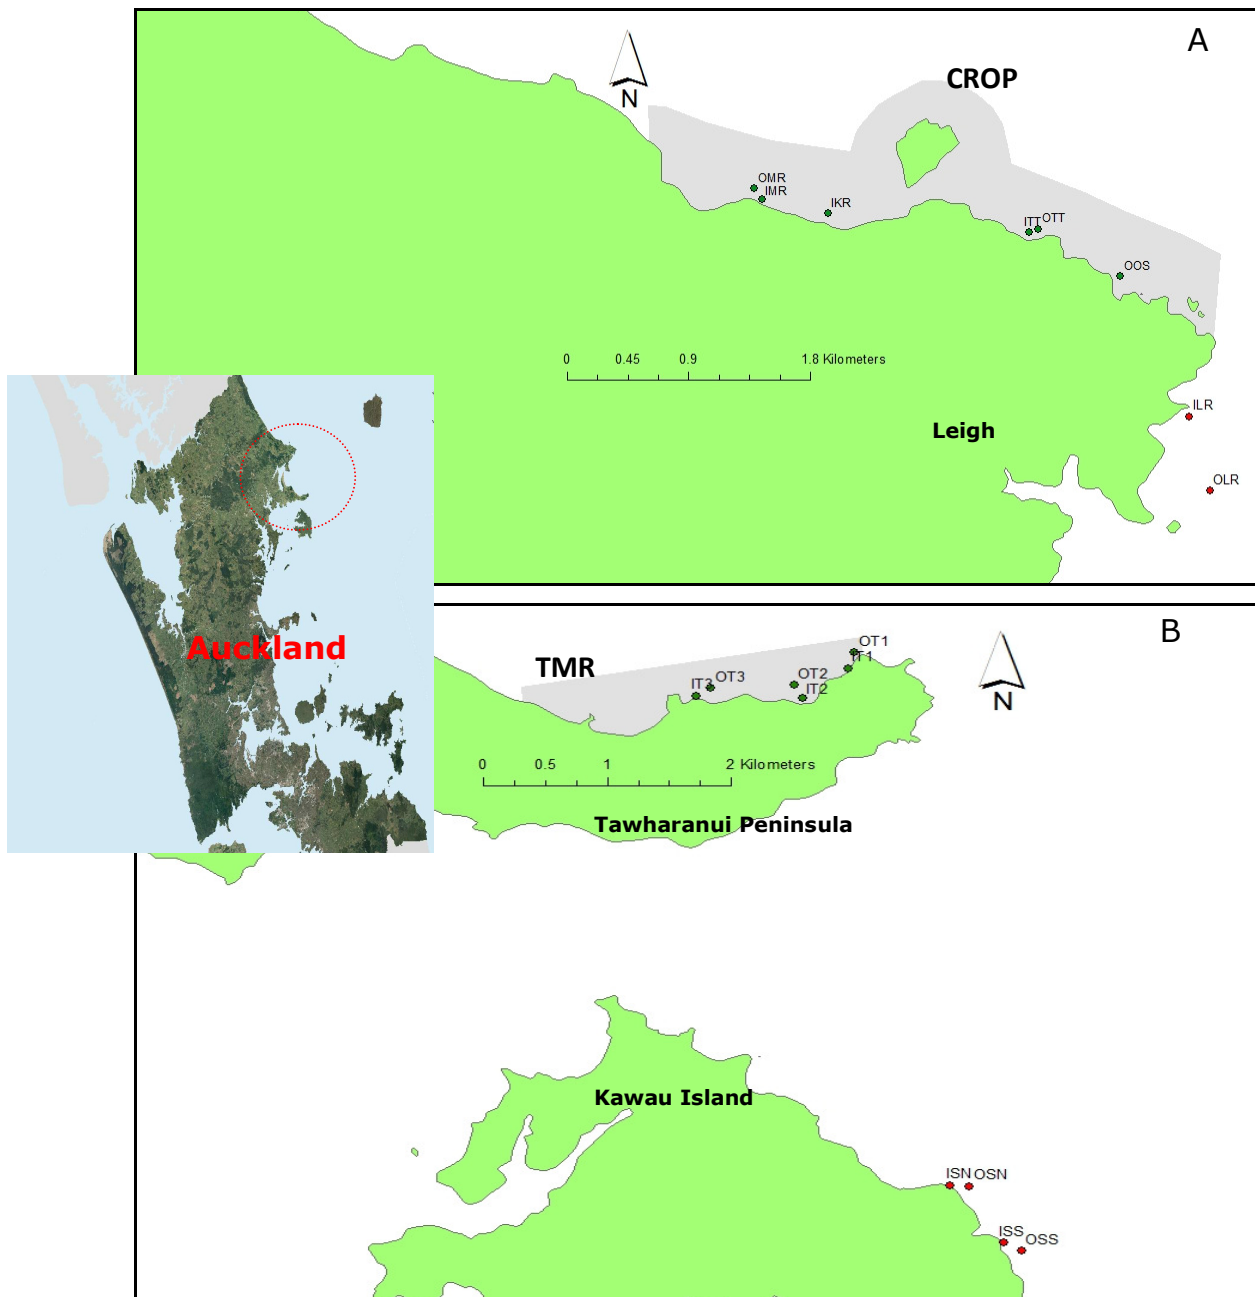 A
CROP
N
OMR
IMR
IKR
ITT
OTT
OOS
0 0.45 0.9 1.8 Kilometers
ILR
Leigh
OLR
Auckland
B
OT1
IT1
TMR
OT2
OT3
IT3
IT2
N
0 0.5 1 2 Kilometers
Tawharanui Peninsula
Kawau Island
ISN OSN
ISS
OSS